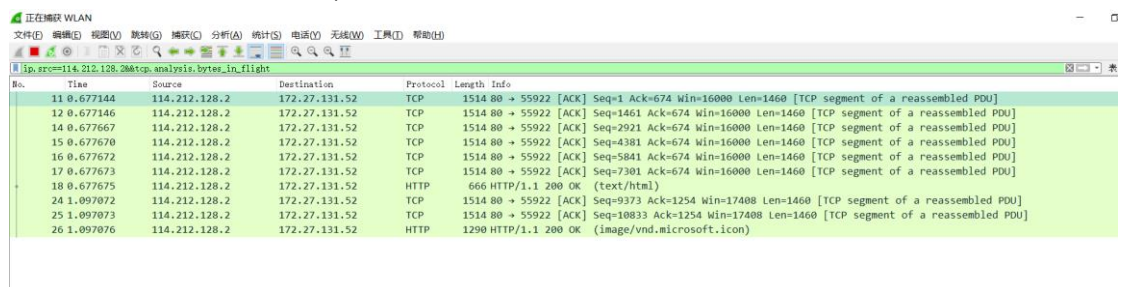 正在捕获 WLAN
文件(F) 编辑(E) 视图(V) 跳转(G) 捕获(C) 分析(A) 统计(S) 电话(Y) 无线(W) 工具(T) 帮助(H)
ip.src==114.212.128.2&&tcp.analysis.bytes_in_flight 表
No. Time Source Destination Protocol Length Info
11 0.677144 114.212.128.2 172.27.131.52 TCP 1514 80 → 55922 [ACK] Seq=1 Ack=674 Win=16000 Len=1460 [TCP segment of a reassembled PDU]
12 0.677146 114.212.128.2 172.27.131.52 TCP 1514 80 → 55922 [ACK] Seq=1461 Ack=674 Win=16000 Len=1460 [TCP segment of a reassembled PDU]
14 0.677667 114.212.128.2 172.27.131.52 TCP 1514 80 → 55922 [ACK] Seq=2921 Ack=674 Win=16000 Len=1460 [TCP segment of a reassembled PDU]
15 0.677670 114.212.128.2 172.27.131.52 TCP 1514 80 → 55922 [ACK] Seq=4381 Ack=674 Win=16000 Len=1460 [TCP segment of a reassembled PDU]
16 0.677672 114.212.128.2 172.27.131.52 TCP 1514 80 → 55922 [ACK] Seq=5841 Ack=674 Win=16000 Len=1460 [TCP segment of a reassembled PDU]
17 0.677673 114.212.128.2 172.27.131.52 TCP 1514 80 → 55922 [ACK] Seq=7301 Ack=674 Win=16000 Len=1460 [TCP segment of a reassembled PDU]
18 0.677675 114.212.128.2 172.27.131.52 HTTP 666 HTTP/1.1 200 OK (text/html)
24 1.097072 114.212.128.2 172.27.131.52 TCP 1514 80 → 55922 [ACK] Seq=9373 Ack=1254 Win=17408 Len=1460 [TCP segment of a reassembled PDU]
25 1.097073 114.212.128.2 172.27.131.52 TCP 1514 80 → 55922 [ACK] Seq=10833 Ack=1254 Win=17408 Len=1460 [TCP segment of a reassembled PDU]
26 1.097076 114.212.128.2 172.27.131.52 HTTP 1290 HTTP/1.1 200 OK (image/vnd.microsoft.icon)